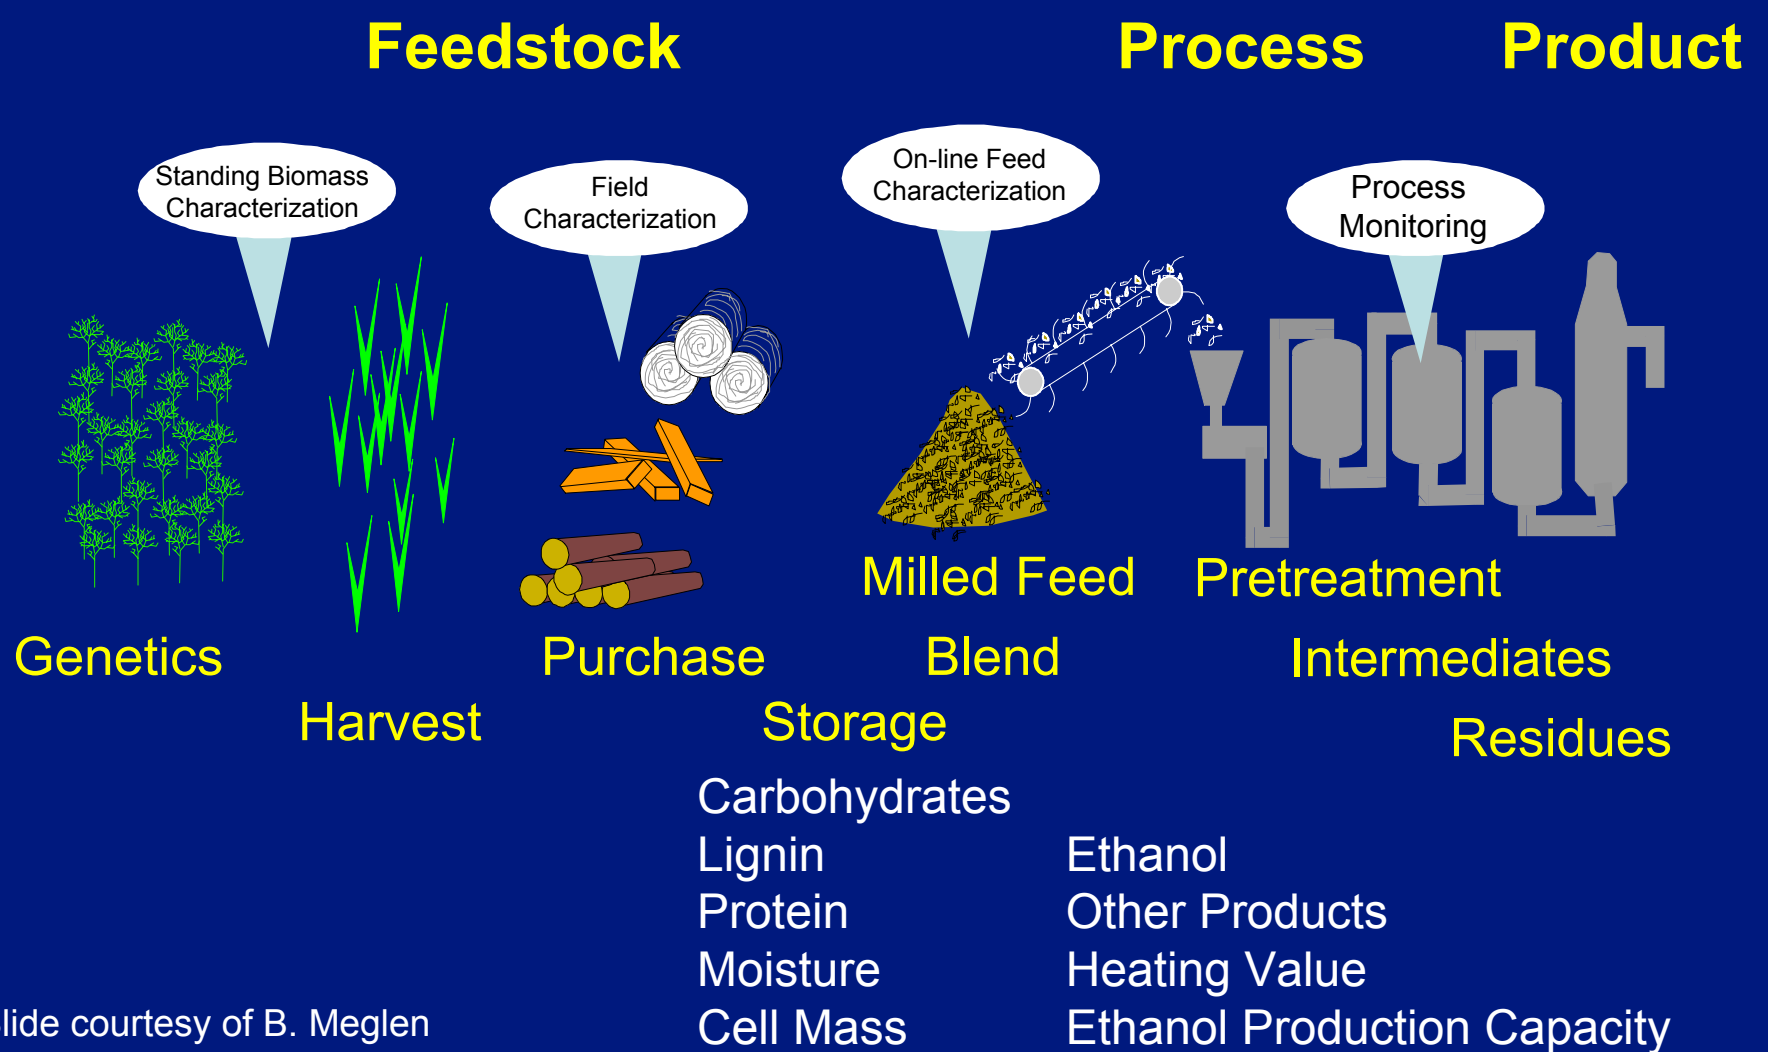 Feedstock Process Product
Standing Biomass
Characterization
Field
Characterization
On-line Feed
Characterization
Process
Monitoring
Milled Feed
Pretreatment
Genetics
Purchase
Blend
Intermediates
Harvest
Storage
Residues
Carbohydrates
Lignin
Protein
Moisture
Cell Mass
Ethanol
Other Products
Heating Value
Ethanol Production Capacity
lide courtesy of B. Meglen